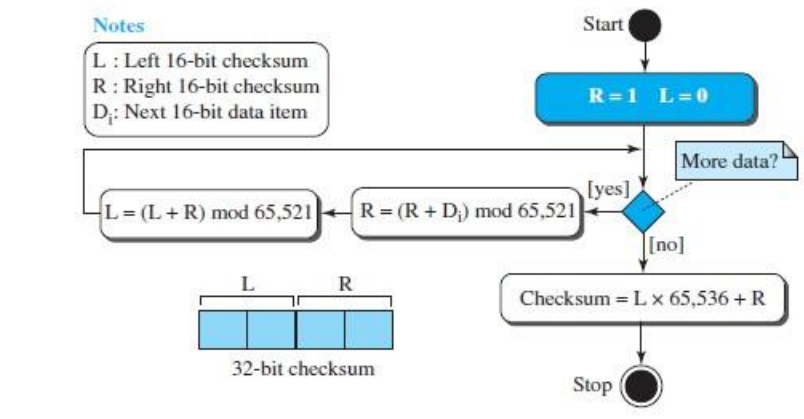 Notes
L : Left 16-bit checksum
R : Right 16-bit checksum
Di: Next 16-bit data item
Start
R = 1 L = 0
More data?
[yes]
L = (L + R) mod 65,521
R = (R + Di) mod 65,521
[no]
L R
32-bit checksum
Checksum = L × 65,536 + R
Stop